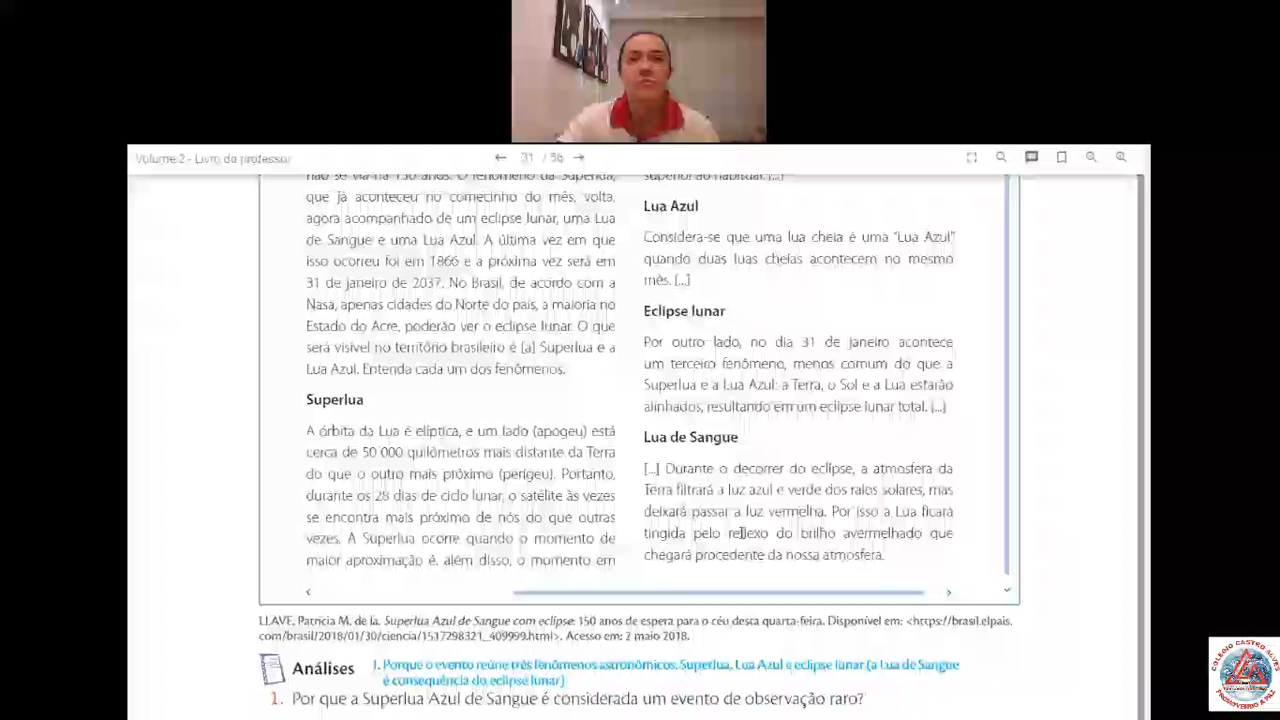 Volume 2 - Livro do professor
31 / 56
não se via há 150 anos. O fenômeno da Superlua,
que já aconteceu no comecinho do mês, volta,
agora acompanhado de um eclipse lunar, uma Lua
de Sangue e uma Lua Azul. A última vez em que
isso ocorreu foi em 1866 e a próxima vez será em
31 de janeiro de 2037. No Brasil, de acordo com a
Nasa, apenas cidades do Norte do país, a maioria no
Estado do Acre, poderão ver o eclipse lunar. O que
será visível no território brasileiro é [a] Superlua e a
Lua Azul. Entenda cada um dos fenômenos.
Superlua
A órbita da Lua é elíptica, e um lado (apogeu) está
cerca de 50 000 quilômetros mais distante da Terra
do que o outro mais próximo (perigeu). Portanto,
durante os 28 dias de ciclo lunar, o satélite às vezes
se encontra mais próximo de nós do que outras
vezes. A Superlua ocorre quando o momento de
maior aproximação é, além disso, o momento em
superior ao habitual. [...]
Lua Azul
Considera-se que uma lua cheia é uma "Lua Azul"
quando duas luas cheias acontecem no mesmo
mês. [...]
Eclipse lunar
Por outro lado, no dia 31 de janeiro acontece
um terceiro fenômeno, menos comum do que a
Superlua e a Lua Azul: a Terra, o Sol e a Lua estarão
alinhados, resultando em um eclipse lunar total. [...]
Lua de Sangue
[...] Durante o decorrer do eclipse, a atmosfera da
Terra filtrará a luz azul e verde dos raios solares, mas
deixará passar a luz vermelha. Por isso a Lua ficará
tingida pelo reflexo do brilho avermelhado que
chegará procedente da nossa atmosfera.
LLAVE, Patricia M. de la. Superlua Azul de Sangue com eclipse: 150 anos de espera para o céu desta quarta-feira. Disponível em: <https://brasil.elpais.
com/brasil/2018/01/30/ciencia/1517298321_409999.html>. Acesso em: 2 maio 2018.
Análises
1. Porque o evento reúne três fenômenos astronômicos: Superlua, Lua Azul e eclipse lunar (a Lua de Sangue
é consequência do eclipse lunar)
1. Por que a Superlua Azul de Sangue é considerada um evento de observação raro?
COLÉGIO CASTRO ALVES